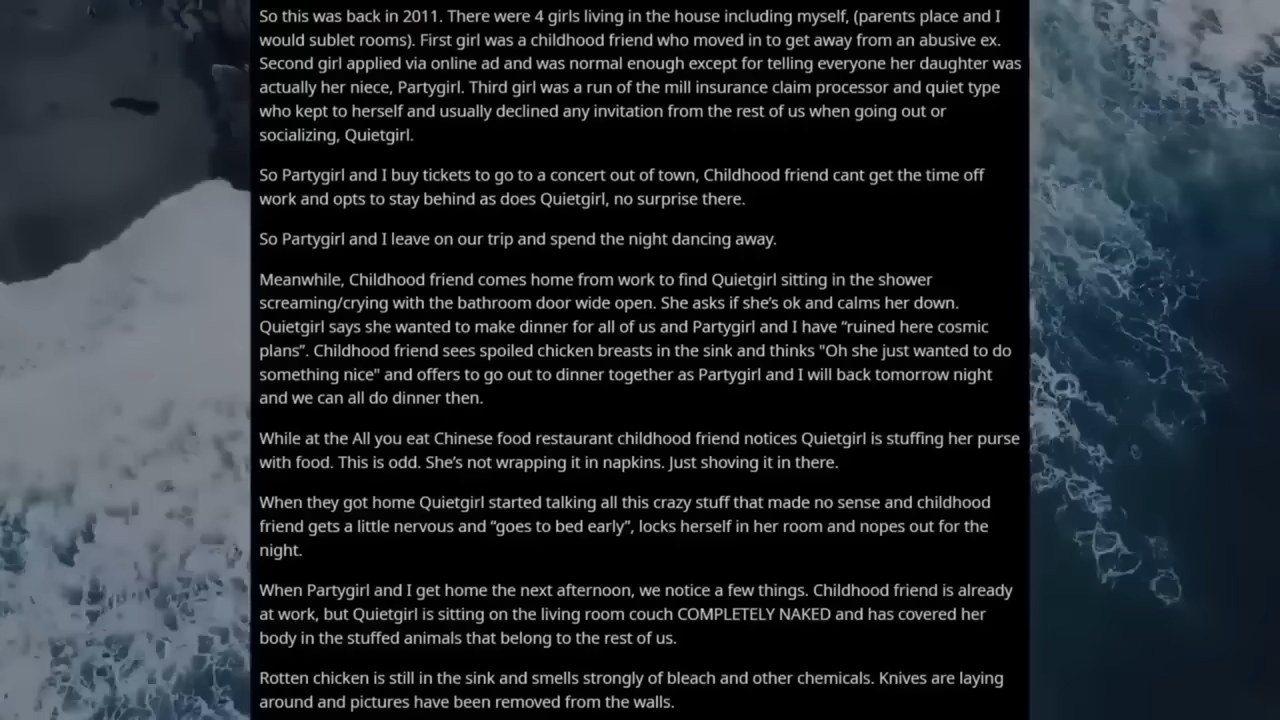 So this was back in 2011. There were 4 girls living in the house including myself, (parents place and I
would sublet rooms). First girl was a childhood friend who moved in to get away from an abusive ex.
Second girl applied via online ad and was normal enough except for telling everyone her daughter was
actually her niece, Partygirl. Third girl was a run of the mill insurance claim processor and quiet type
who kept to herself and usually declined any invitation from the rest of us when going out or
socializing, Quietgirl.
So Partygirl and I buy tickets to go to a concert out of town, Childhood friend cant get the time off
work and opts to stay behind as does Quietgirl, no surprise there.
So Partygirl and I leave on our trip and spend the night dancing away.
Meanwhile, Childhood friend comes home from work to find Quietgirl sitting in the shower
screaming/crying with the bathroom door wide open. She asks if she’s ok and calms her down.
Quietgirl says she wanted to make dinner for all of us and Partygirl and I have “ruined here cosmic
plans”. Childhood friend sees spoiled chicken breasts in the sink and thinks "Oh she just wanted to do
something nice" and offers to go out to dinner together as Partygirl and I will back tomorrow night
and we can all do dinner then.
While at the All you eat Chinese food restaurant childhood friend notices Quietgirl is stuffing her purse
with food. This is odd. She’s not wrapping it in napkins. Just shoving it in there.
When they got home Quietgirl started talking all this crazy stuff that made no sense and childhood
friend gets a little nervous and “goes to bed early”, locks herself in her room and nopes out for the
night.
When Partygirl and I get home the next afternoon, we notice a few things. Childhood friend is already
at work, but Quietgirl is sitting on the living room couch COMPLETELY NAKED and has covered her
body in the stuffed animals that belong to the rest of us.
Rotten chicken is still in the sink and smells strongly of bleach and other chemicals. Knives are laying
around and pictures have been removed from the walls.